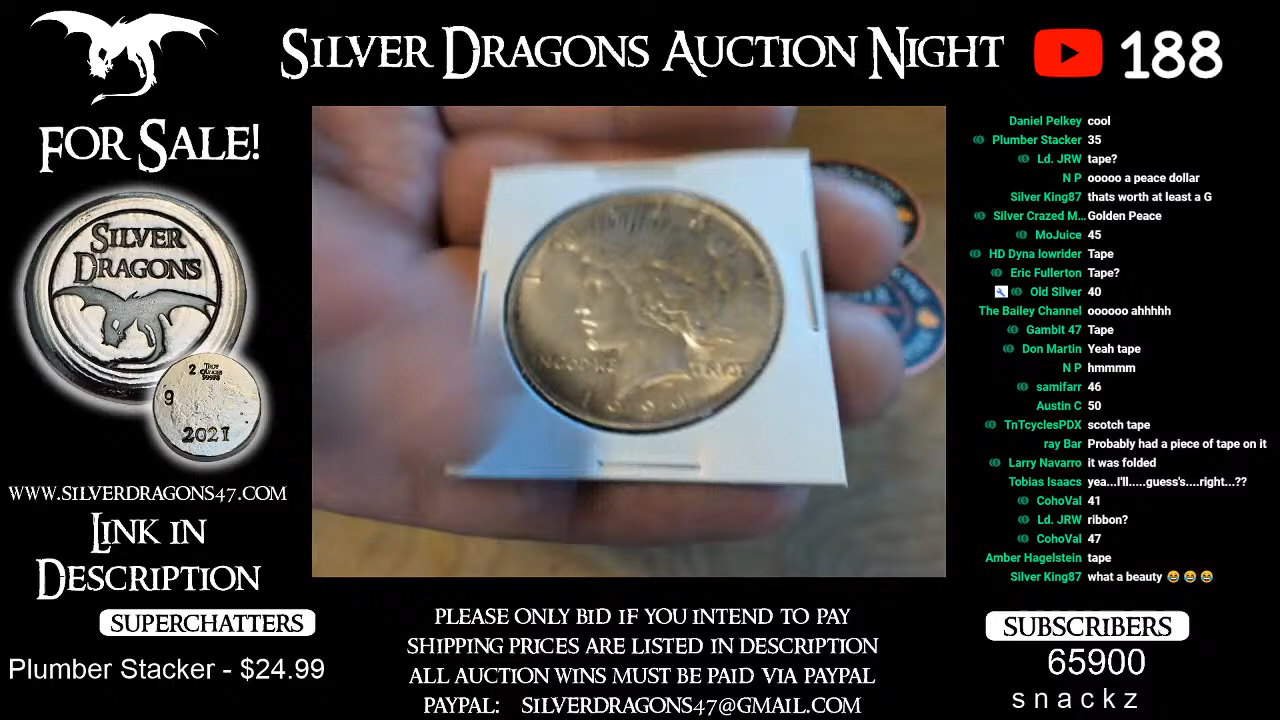 SILVER DRAGONS AUCTION NIGHT
188
FOR SALE!
SILVER
DRAGONS
2 TROY
OUNCES
9
2021
WWW.SILVERDRAGONS47.COM
LINK IN
DESCRIPTION
SUPERCHATTERS
Plumber Stacker - $24.99
PLEASE ONLY BID IF YOU INTEND TO PAY
SHIPPING PRICES ARE LISTED IN DESCRIPTION
ALL AUCTION WINS MUST BE PAID VIA PAYPAL
PAYPAL: SILVERDRAGONS47@GMAIL.COM
Daniel Pelkey cool
Plumber Stacker 35
Ld. JRW tape?
N P ooooo a peace dollar
Silver King87 thats worth at least a G
Silver Crazed M... Golden Peace
MoJuice 45
HD Dyna lowrider Tape
Eric Fullerton Tape?
Old Silver 40
The Bailey Channel oooooo ahhhhh
Gambit 47 Tape
Don Martin Yeah tape
N P hmmmm
samifarr 46
Austin C 50
TnTcyclesPDX scotch tape
ray Bar Probably had a piece of tape on it
Larry Navarro it was folded
Tobias Isaacs yea...I'll.....guess's....right...??
CohoVal 41
Ld. JRW ribbon?
CohoVal 47
Amber Hagelstein tape
Silver King87 what a beauty 😂 😂 😂
SUBSCRIBERS
65900
snackz